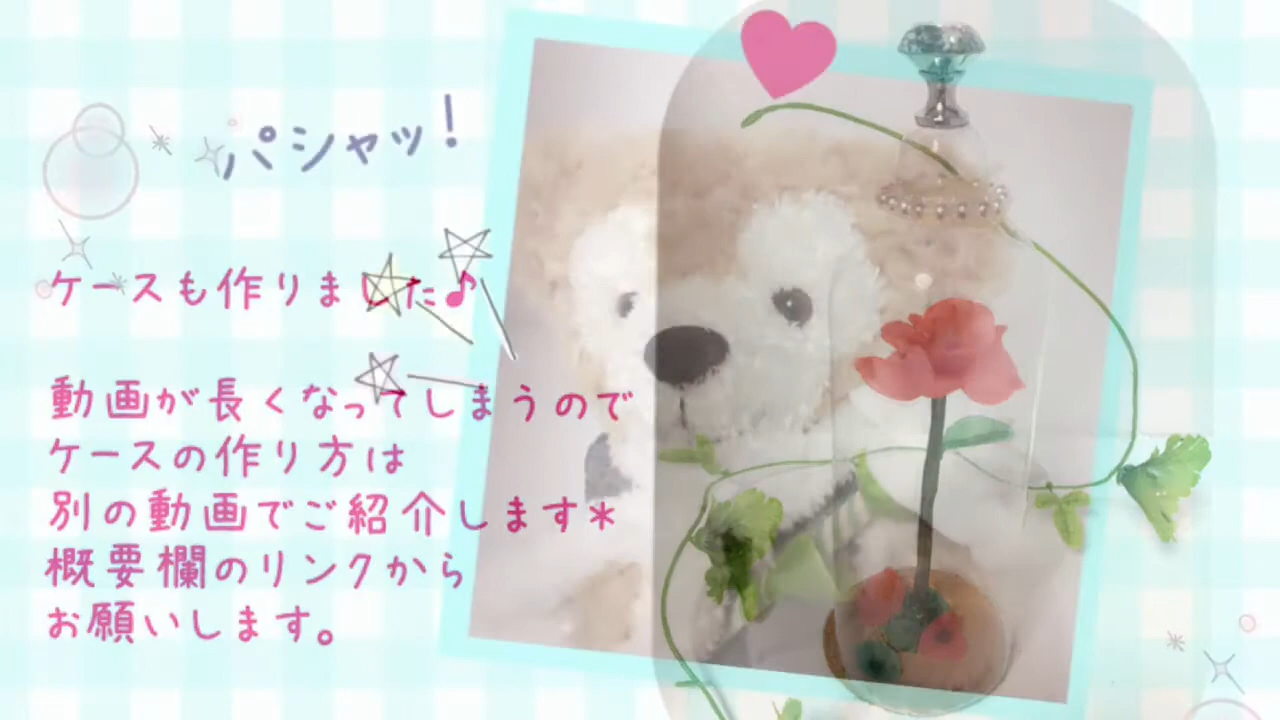 パシャッ!
ケースも作りました♪
動画が長くなってしまうので
ケースの作り方は
別の動画でご紹介します*
概要欄のリンクから
お願いします。